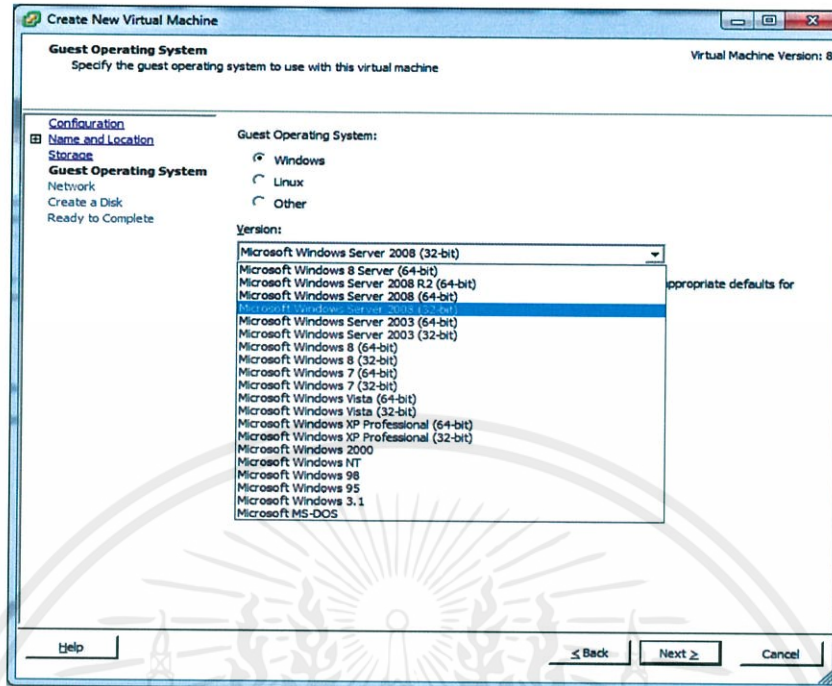 Create New Virtual Machine
Guest Operating System
Specify the guest operating system to use with this virtual machine
Virtual Machine Version: 8
Configuration
Name and Location
Storage
Guest Operating System
Network
Create a Disk
Ready to Complete
Guest Operating System:
Windows
Linux
Other
Version:
Microsoft Windows Server 2008 (32-bit)
Microsoft Windows 8 Server (64-bit)
Microsoft Windows Server 2008 R2 (64-bit)
Microsoft Windows Server 2008 (64-bit)
Microsoft Windows Server 2008 (32-bit)
Microsoft Windows Server 2003 (64-bit)
Microsoft Windows Server 2003 (32-bit)
Microsoft Windows 8 (64-bit)
Microsoft Windows 8 (32-bit)
Microsoft Windows 7 (64-bit)
Microsoft Windows 7 (32-bit)
Microsoft Windows Vista (64-bit)
Microsoft Windows Vista (32-bit)
Microsoft Windows XP Professional (64-bit)
Microsoft Windows XP Professional (32-bit)
Microsoft Windows 2000
Microsoft Windows NT
Microsoft Windows 98
Microsoft Windows 95
Microsoft Windows 3.1
Microsoft MS-DOS
appropriate defaults for
Help
< Back
Next >
Cancel